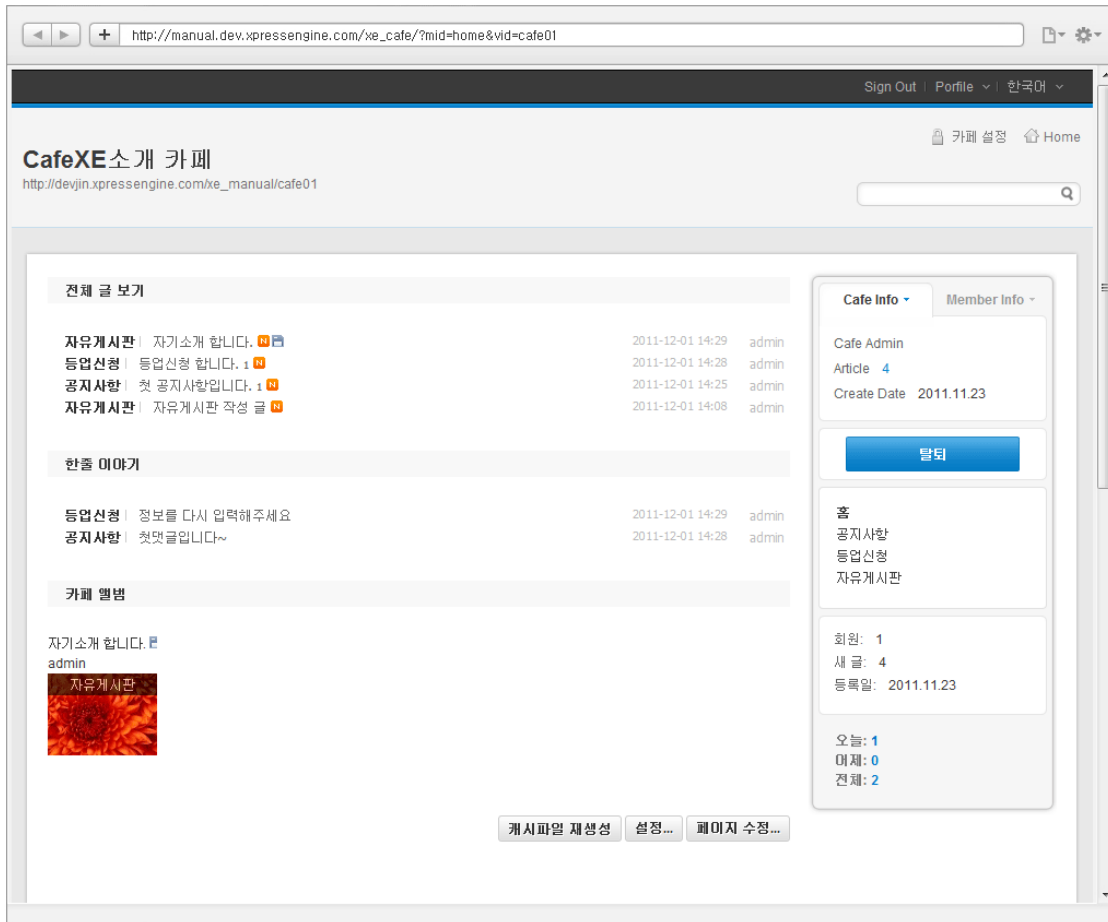 http://manual.dev.xpressengine.com/xe_cafe/?mid=home&vid=cafe01
Sign Out Porfile 한국어
카페 설정 Home
CafeXE소개 카페
http://devjin.xpressengine.com/xe_manual/cafe01
전체 글 보기
자유게시판 자기소개 합니다. N 2011-12-01 14:29 admin
등업신청 등업신청 합니다. 1 N 2011-12-01 14:28 admin
공지사항 첫 공지사항입니다. 1 N 2011-12-01 14:25 admin
자유게시판 자유게시판 작성 글 N 2011-12-01 14:08 admin
한줄 이야기
등업신청 정보를 다시 입력해주세요 2011-12-01 14:29 admin
공지사항 첫댓글입니다~ 2011-12-01 14:28 admin
카페 앨범
자기소개 합니다.
admin
자유게시판
캐시파일 재생성 설정... 페이지 수정...
Cafe Info Member Info
Cafe Admin
Article 4
Create Date 2011.11.23
탈퇴
홈
공지사항
등업신청
자유게시판
회원: 1
새 글: 4
등록일: 2011.11.23
오늘: 1
어제: 0
전체: 2